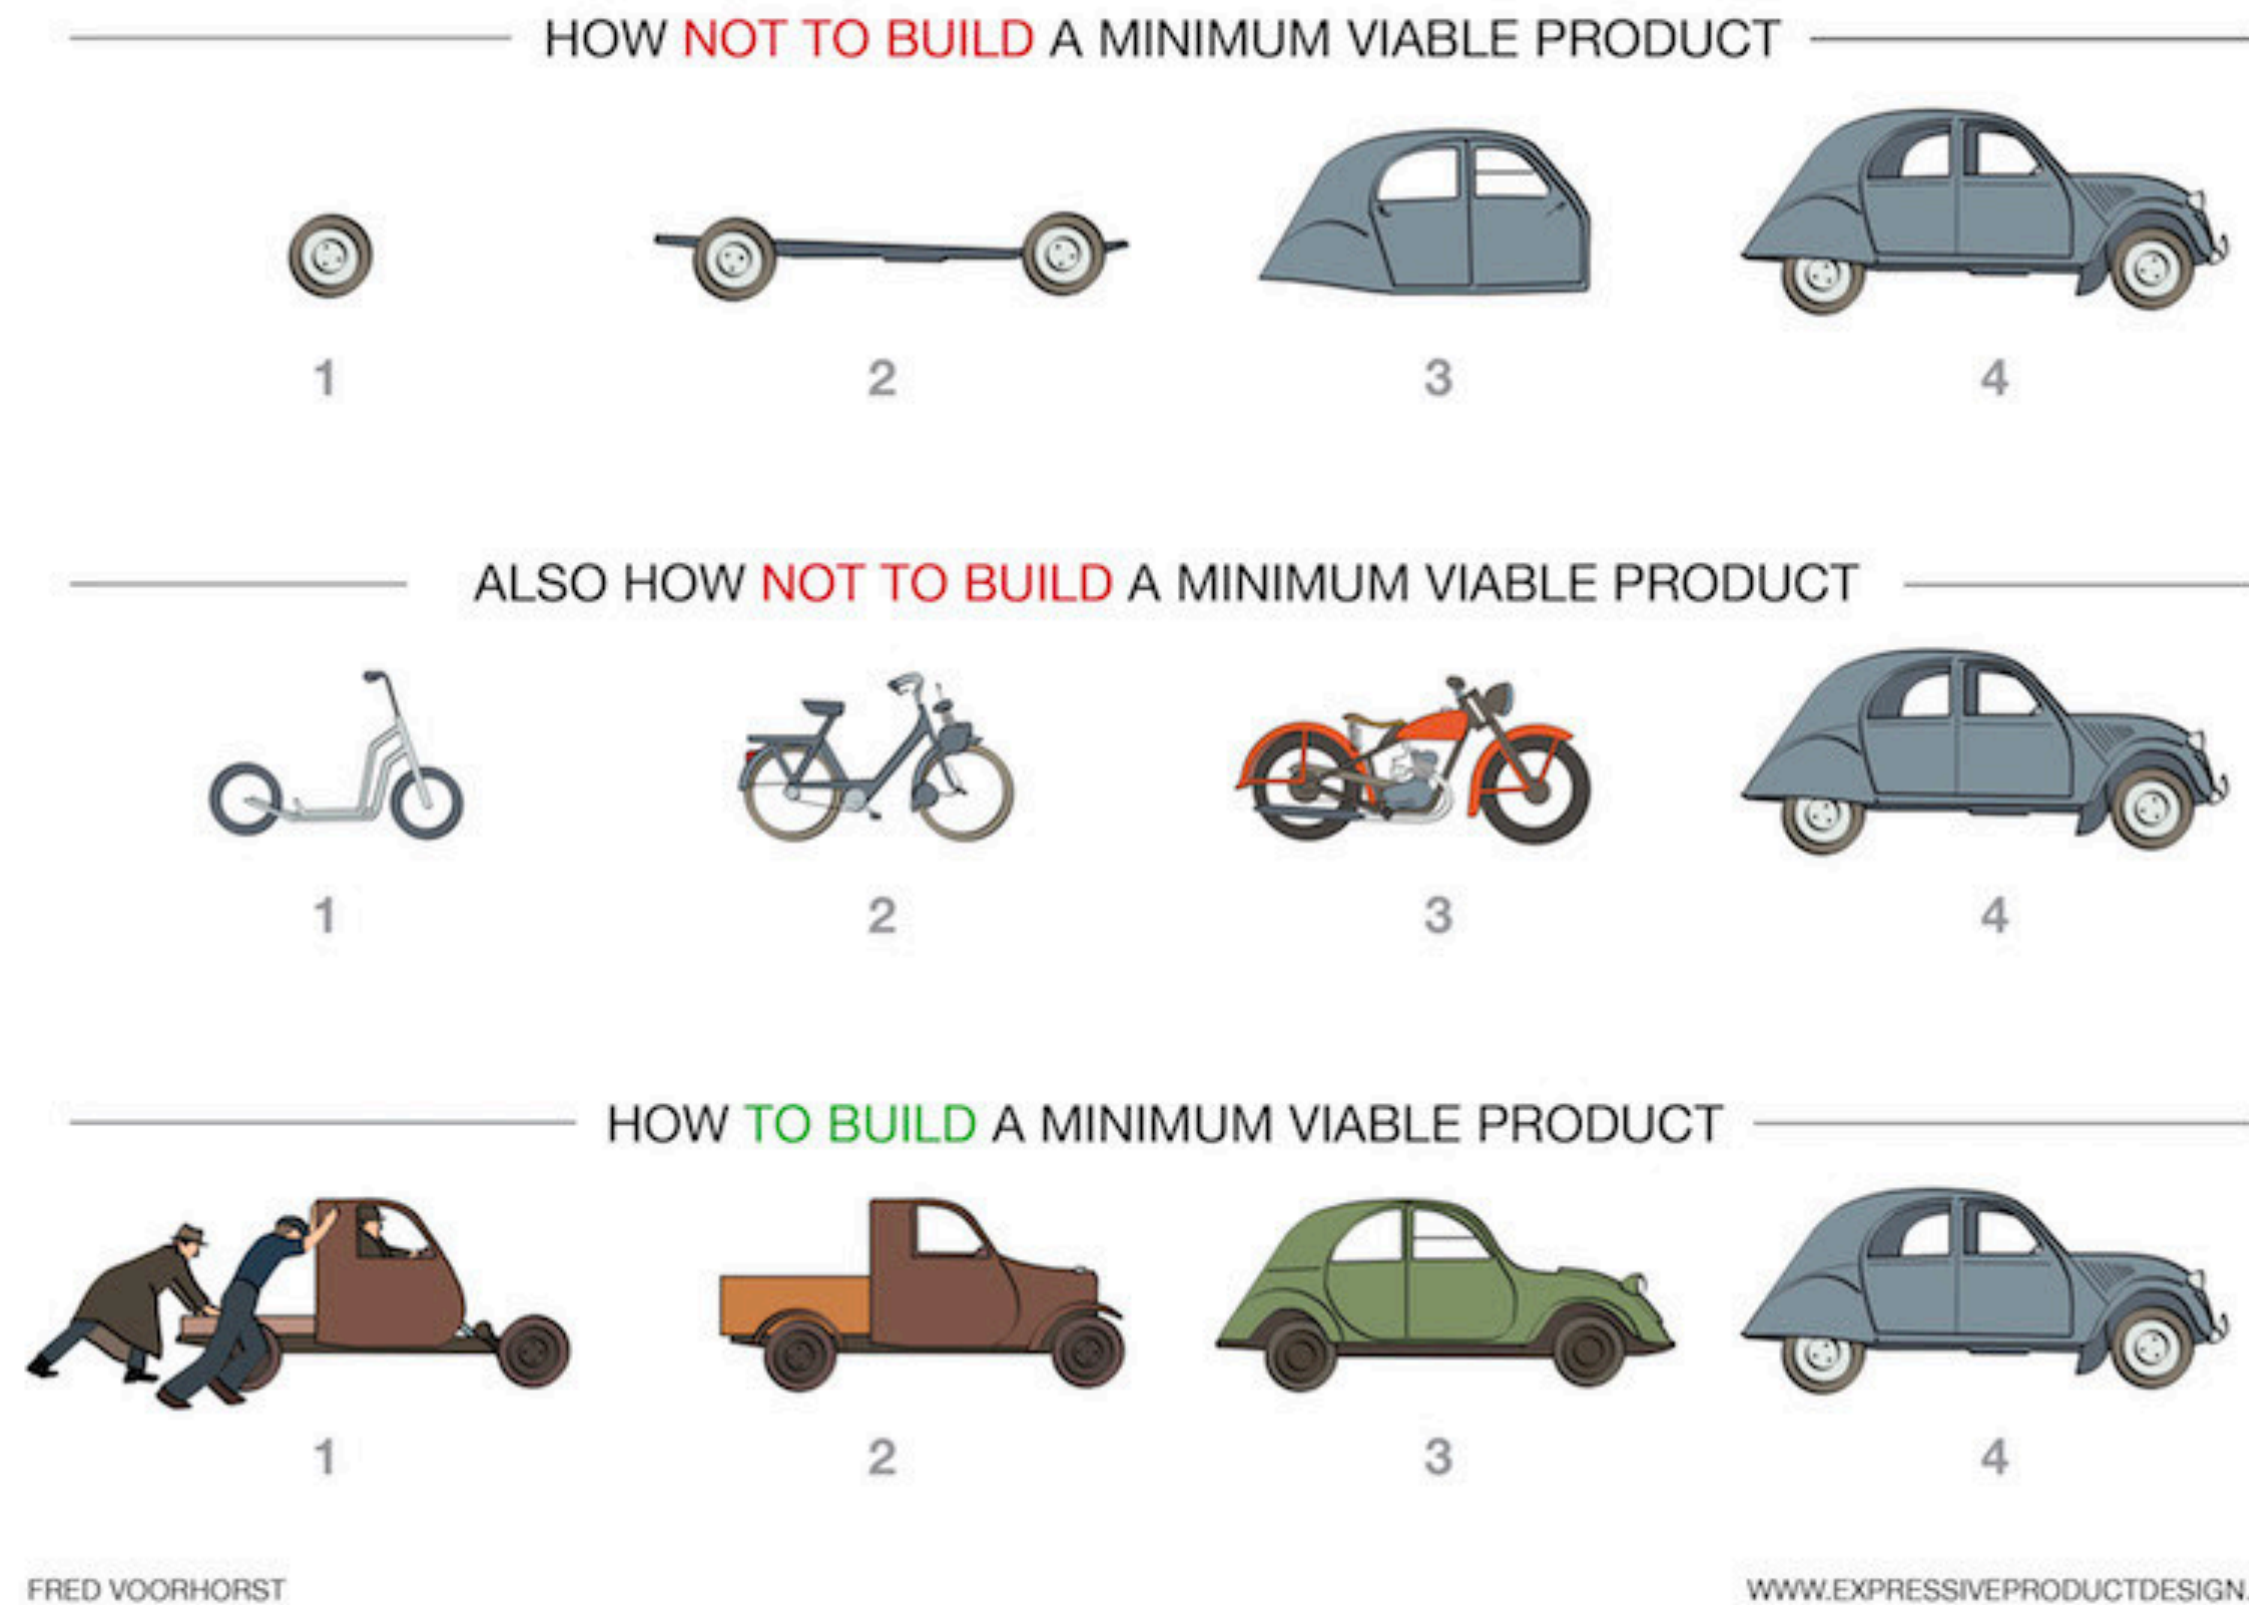 HOW NOT TO BUILD A MINIMUM VIABLE PRODUCT
1 2 3 4
ALSO HOW NOT TO BUILD A MINIMUM VIABLE PRODUCT
1 2 3 4
HOW TO BUILD A MINIMUM VIABLE PRODUCT
1 2 3 4
FRED VOORHORST
WWW.EXPRESSIVEPRODUCTDESIGN.